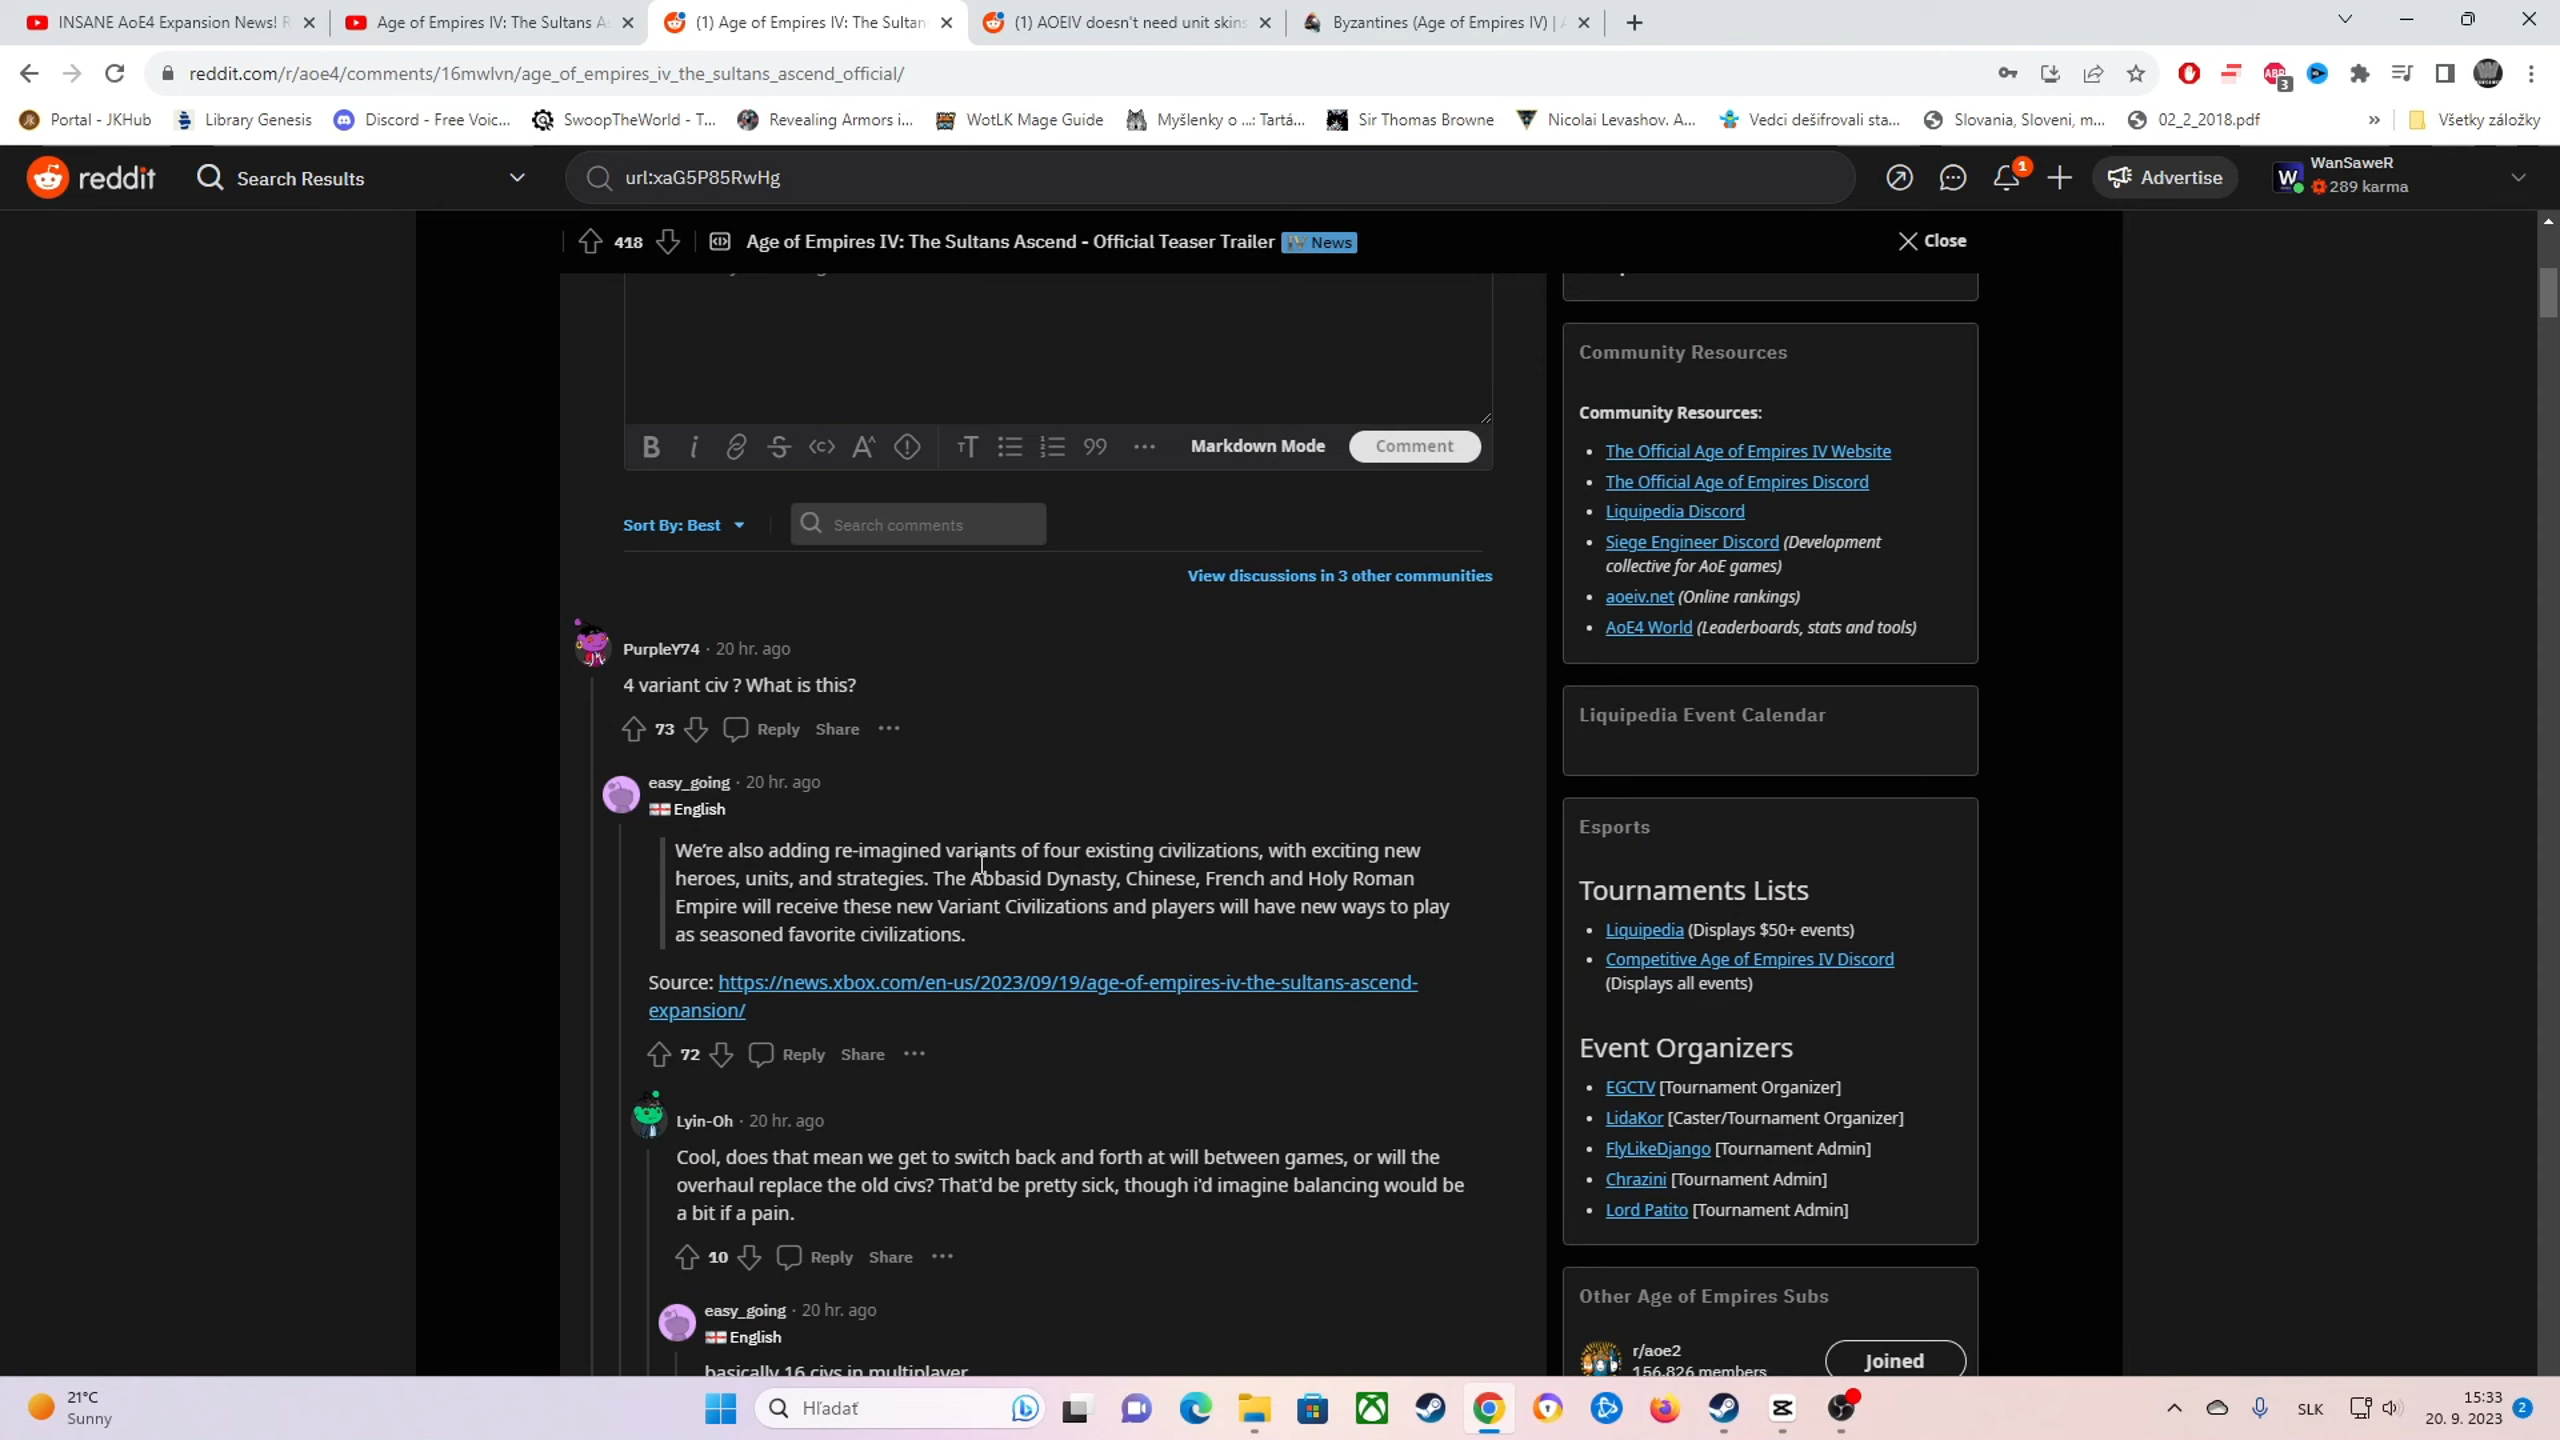 INSANE AoE4 Expansion News! R
Age of Empires IV: The Sultans As
(1) Age of Empires IV: The Sultan
(1) AOEIV doesn't need unit skins
Byzantines (Age of Empires IV) | A
reddit.com/r/aoe4/comments/16mwlvn/age_of_empires_iv_the_sultans_ascend_official/
ABP
3
Portal - JKHub
Library Genesis
Discord - Free Voic...
SwoopTheWorld - T...
Revealing Armors i...
WotLK Mage Guide
Myšlenky o ...: Tartá...
Sir Thomas Browne
Nicolai Levashov. A...
Vedci dešifrovali sta...
Slovania, Sloveni, m...
02_2_2018.pdf
»
Všetky záložky
reddit
Search Results
url:xaG5P85RwHg
1
Advertise
WanSaweR
289 karma
418
Age of Empires IV: The Sultans Ascend - Official Teaser Trailer
News
Close
Markdown Mode
Comment
Sort By: Best
Search comments
View discussions in 3 other communities
PurpleY74 · 20 hr. ago
4 variant civ ? What is this?
73
Reply
Share
easy_going · 20 hr. ago
English
We're also adding re-imagined variants of four existing civilizations, with exciting new
heroes, units, and strategies. The Abbasid Dynasty, Chinese, French and Holy Roman
Empire will receive these new Variant Civilizations and players will have new ways to play
as seasoned favorite civilizations.
Source: https://news.xbox.com/en-us/2023/09/19/age-of-empires-iv-the-sultans-ascend-
expansion/
72
Reply
Share
Lyin-Oh · 20 hr. ago
Cool, does that mean we get to switch back and forth at will between games, or will the
overhaul replace the old civs? That'd be pretty sick, though i'd imagine balancing would be
a bit if a pain.
10
Reply
Share
easy_going · 20 hr. ago
English
basically 16 civs in multiplayer
Community Resources
Community Resources:
• The Official Age of Empires IV Website
• The Official Age of Empires Discord
• Liquipedia Discord
• Siege Engineer Discord (Development
collective for AoE games)
• aoeiv.net (Online rankings)
• AoE4 World (Leaderboards, stats and tools)
Liquipedia Event Calendar
Esports
Tournaments Lists
• Liquipedia (Displays $50+ events)
• Competitive Age of Empires IV Discord
(Displays all events)
Event Organizers
• EGCTV [Tournament Organizer]
• LidaKor [Caster/Tournament Organizer]
• FlyLikeDjango [Tournament Admin]
• Chrazini [Tournament Admin]
• Lord Patito [Tournament Admin]
Other Age of Empires Subs
r/aoe2
156,826 members
Joined
21°C
Sunny
Hľadať
SLK
15:33
20. 9. 2023
2